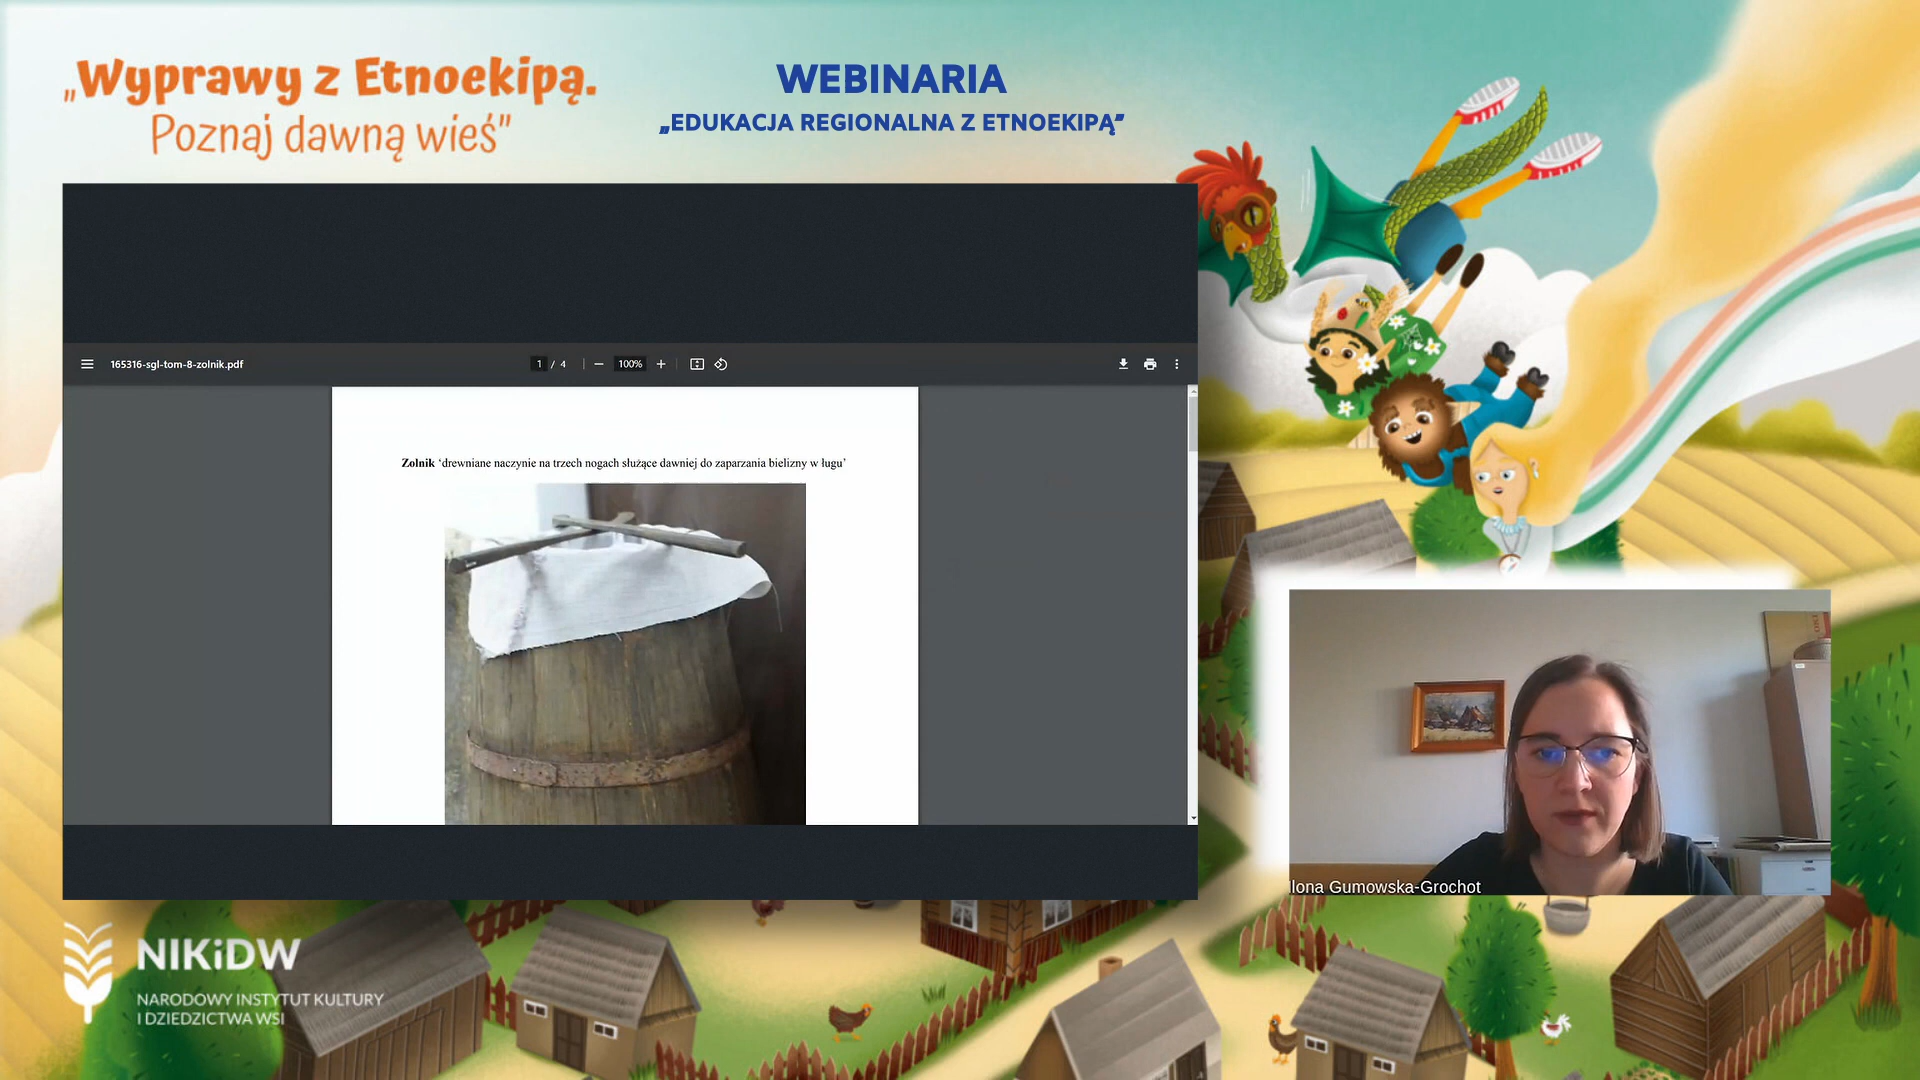 „Wyprawy z Etnoekipą.
Poznaj dawną wieś”
WEBINARIA
„EDUKACJA REGIONALNA Z ETNOEKIPĄ”
165316-sgl-tom-8-zolnik.pdf
1 / 4
100%
Zolnik ‘drewniane naczynie na trzech nogach służące dawniej do zaparzania bielizny w ługu’
Ilona Gumowska-Grochot
NIKiDW
NARODOWY INSTYTUT KULTURY
I DZIEDZICTWA WSI